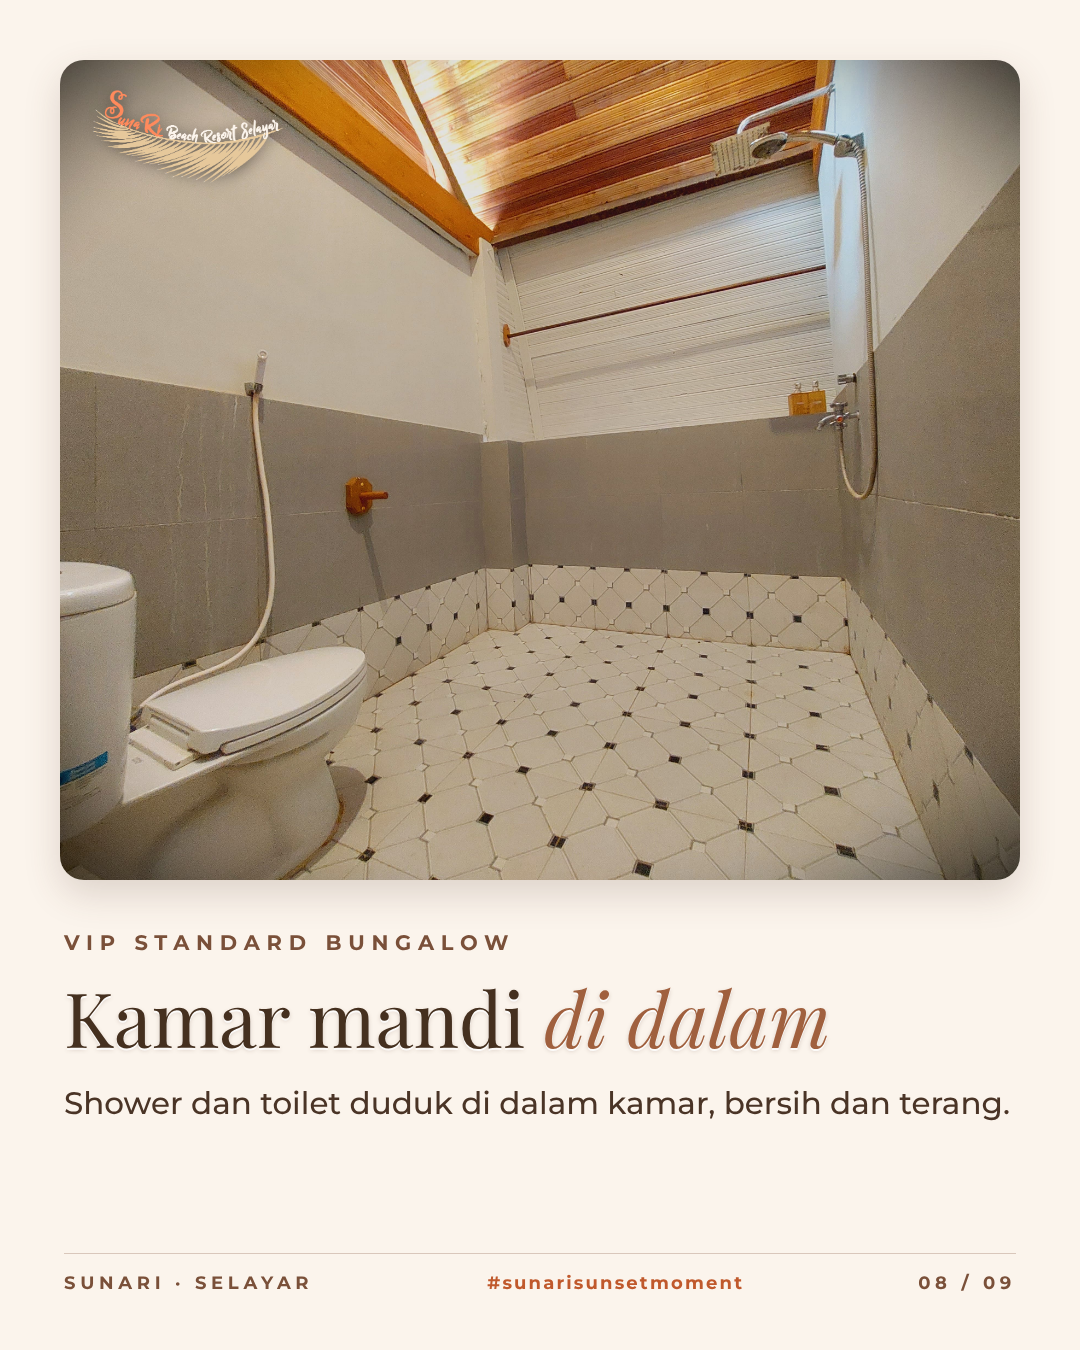 SunaRi Beach Resort Selayar
VIP STANDARD BUNGALOW
Kamar mandi di dalam
Shower dan toilet duduk di dalam kamar, bersih dan terang.
SUNARI · SELAYAR
#sunarisunsetmoment
08 / 09